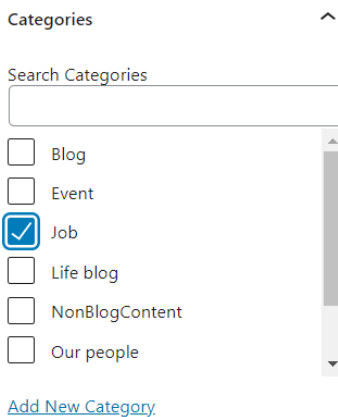 Categories
Search Categories
Blog
Event
Job
Life blog
NonBlogContent
Our people
Add New Category